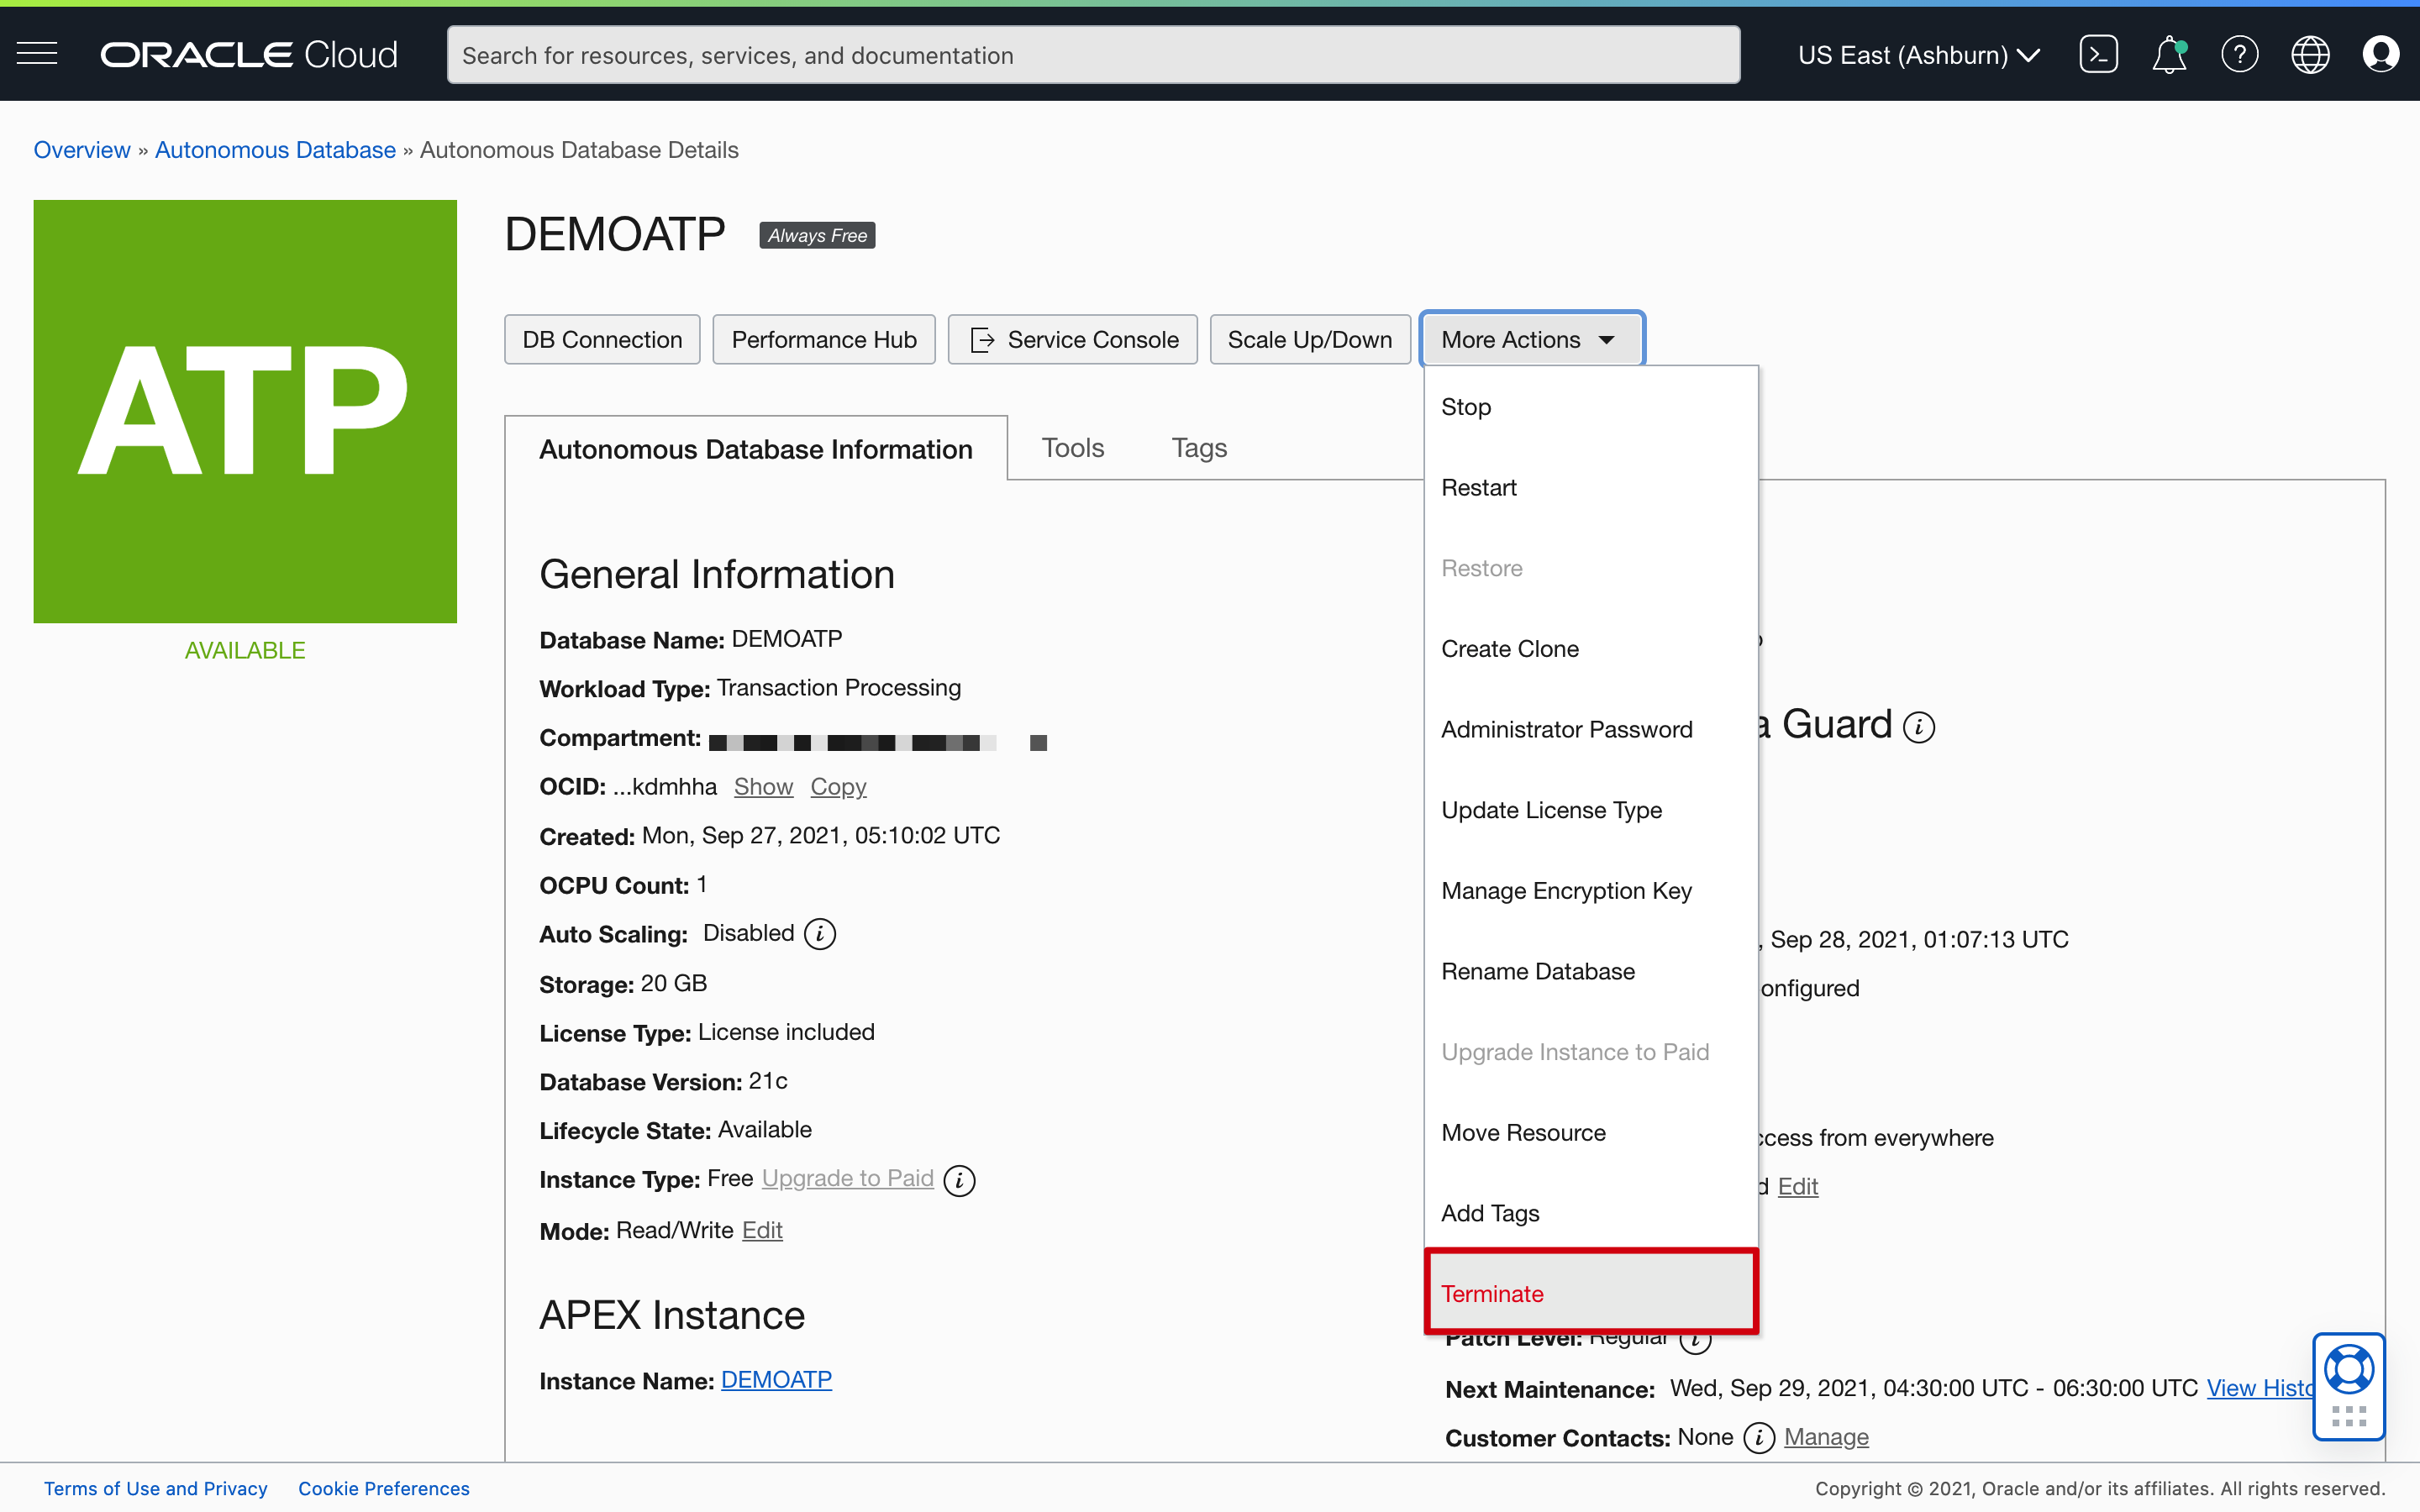 ORACLE Cloud
Search for resources, services, and documentation
US East (Ashburn)
Overview » Autonomous Database » Autonomous Database Details
ATP
AVAILABLE
DEMOATP Always Free
DB Connection Performance Hub Service Console Scale Up/Down More Actions
Stop
Restart
Restore
Create Clone
Administrator Password
Update License Type
Manage Encryption Key
Rename Database
Upgrade Instance to Paid
Move Resource
Add Tags
Terminate
Autonomous Database Information Tools Tags
General Information
Database Name: DEMOATP
Workload Type: Transaction Processing
Compartment:
OCID: ...kdmhha Show Copy
Created: Mon, Sep 27, 2021, 05:10:02 UTC
OCPU Count: 1
Auto Scaling: Disabled i
Storage: 20 GB
License Type: License included
Database Version: 21c
Lifecycle State: Available
Instance Type: Free Upgrade to Paid i
Mode: Read/Write Edit
APEX Instance
Instance Name: DEMOATP
Guard i
, Sep 28, 2021, 01:07:13 UTC
onfigured
ccess from everywhere
d Edit
Patch Level: Regular i
Next Maintenance: Wed, Sep 29, 2021, 04:30:00 UTC - 06:30:00 UTC View Histo
Customer Contacts: None i Manage
Terms of Use and Privacy Cookie Preferences
Copyright © 2021, Oracle and/or its affiliates. All rights reserved.